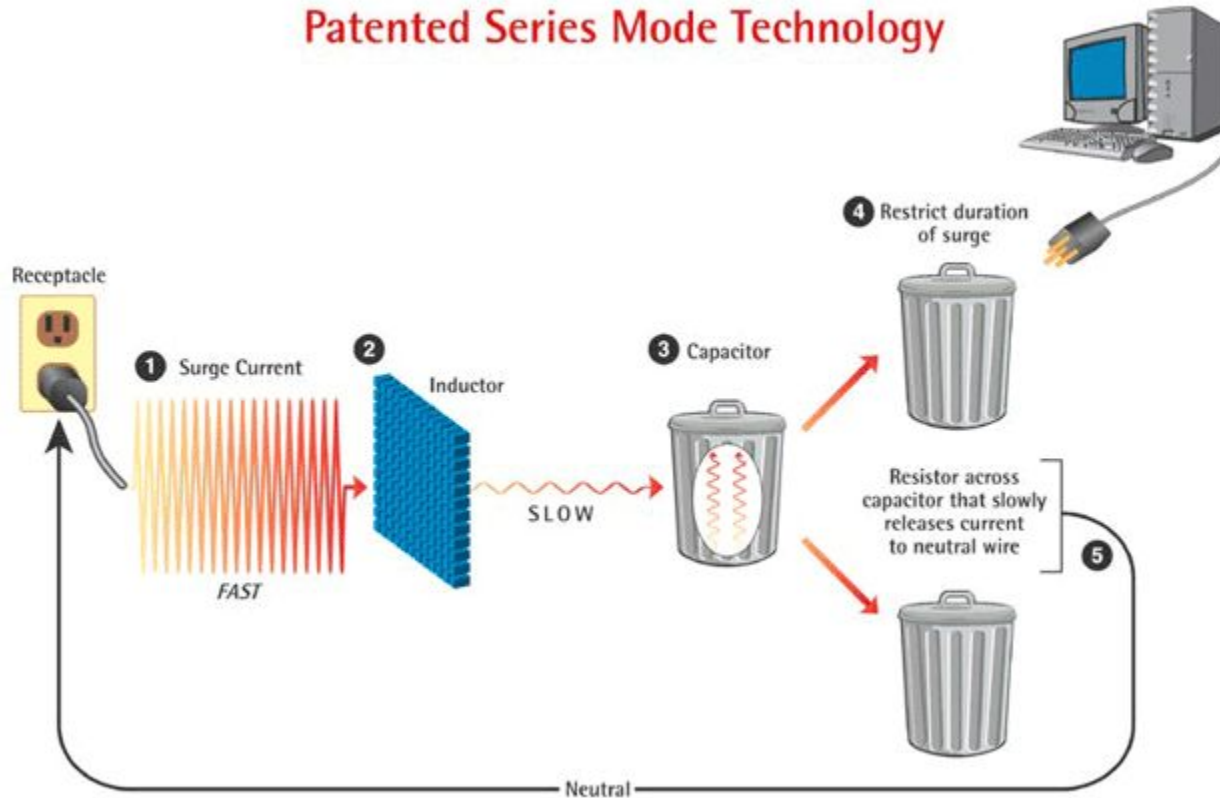 Patented Series Mode Technology
4 Restrict duration
of surge
Receptacle
1 Surge Current
2
Inductor
3 Capacitor
SLOW
FAST
Resistor across
capacitor that slowly
releases current
to neutral wire
5
Neutral